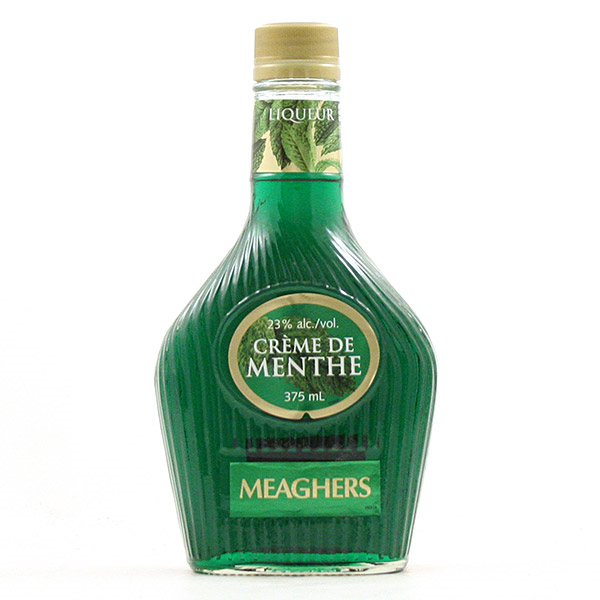 LIQUEUR
23% alc./vol.
CRÈME DE
MENTHE
375 mL
MEAGHERS